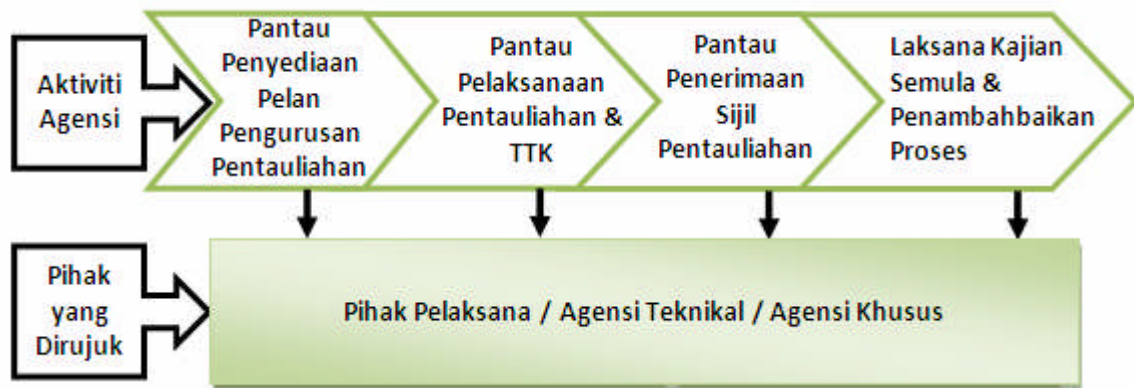 Aktiviti
Agensi
Pantau
Penyediaan
Pelan
Pengurusan
Pentauliahan
Pantau
Pelaksanaan
Pentauliahan &
TTK
Pantau
Penerimaan
Sijil
Pentauliahan
Laksana Kajian
Semula &
Penambahbaikan
Proses
Pihak
yang
Dirujuk
Pihak Pelaksana / Agensi Teknikal / Agensi Khusus